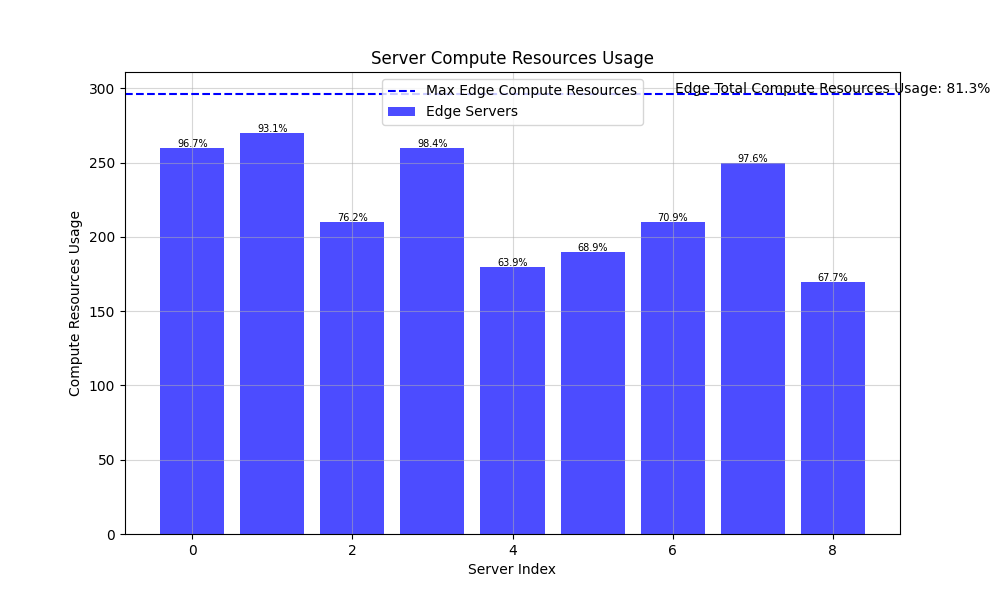 Server Compute Resources Usage
Max Edge Compute Resources
Edge Servers
Edge Total Compute Resources Usage: 81.3%
Compute Resources Usage
300
250
200
150
100
50
0
96.7%
93.1%
76.2%
98.4%
63.9%
68.9%
70.9%
97.6%
67.7%
0 2 4 6 8
Server Index